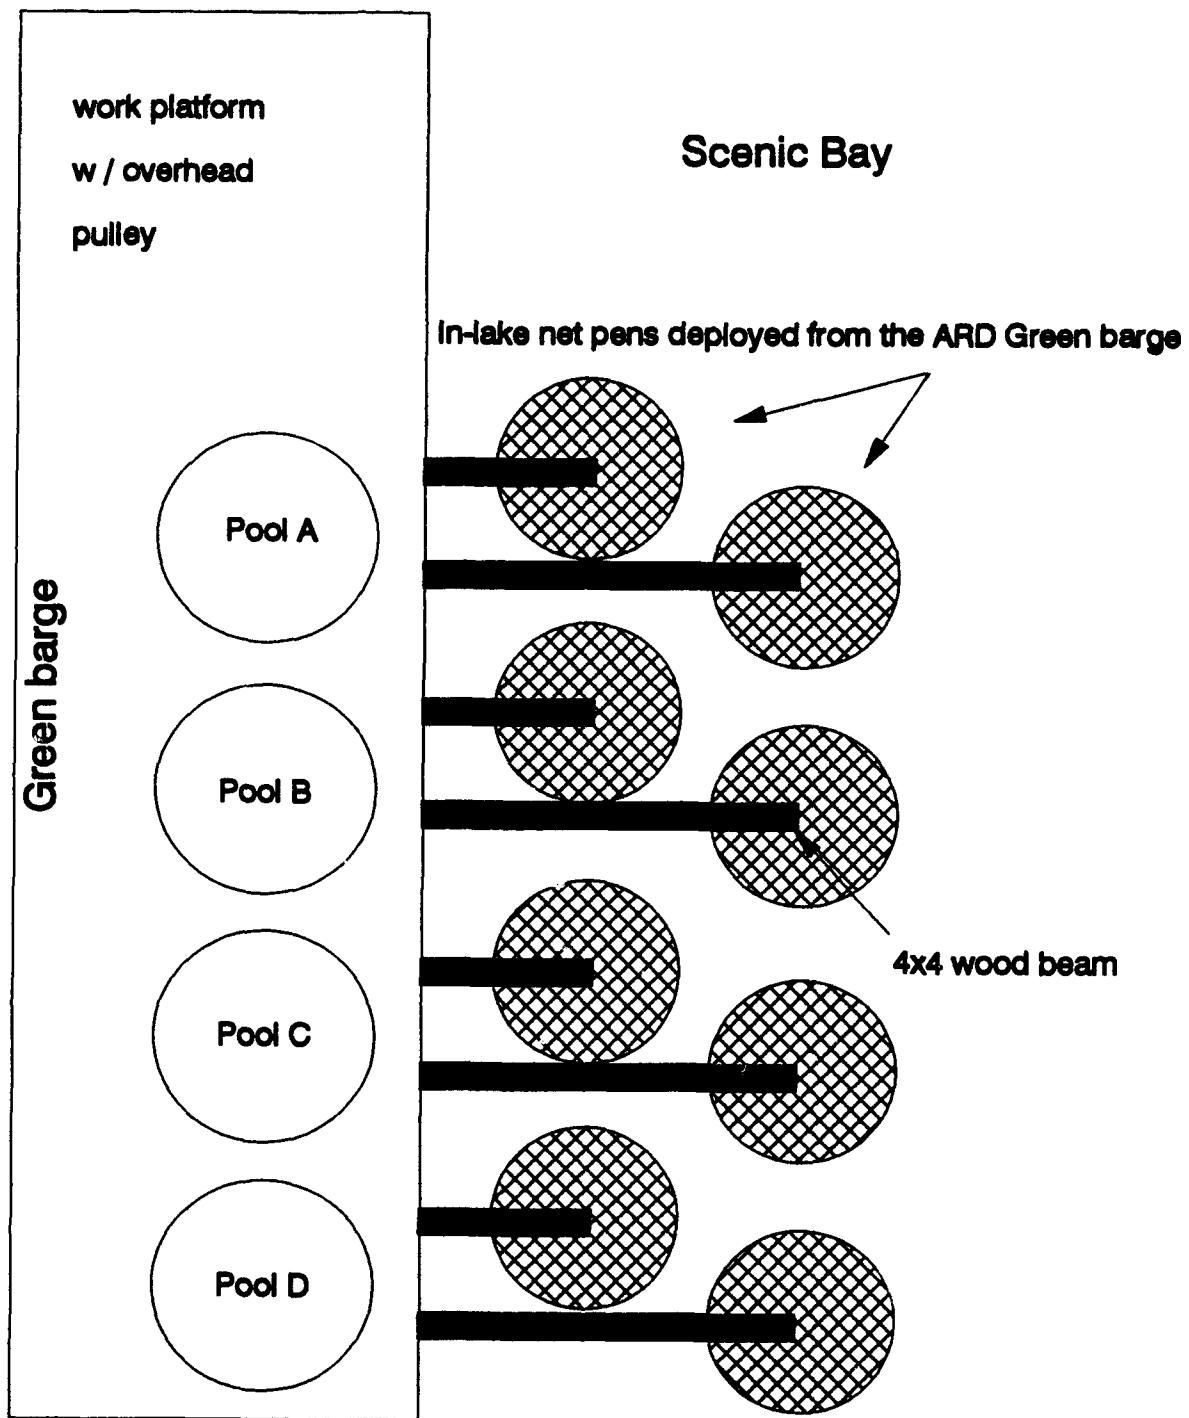 work platform
w / overhead
pulley
Scenic Bay
in-lake net pens deployed from the ARD Green barge
Pool A
Green barge
Pool B
4x4 wood beam
Pool C
Pool D